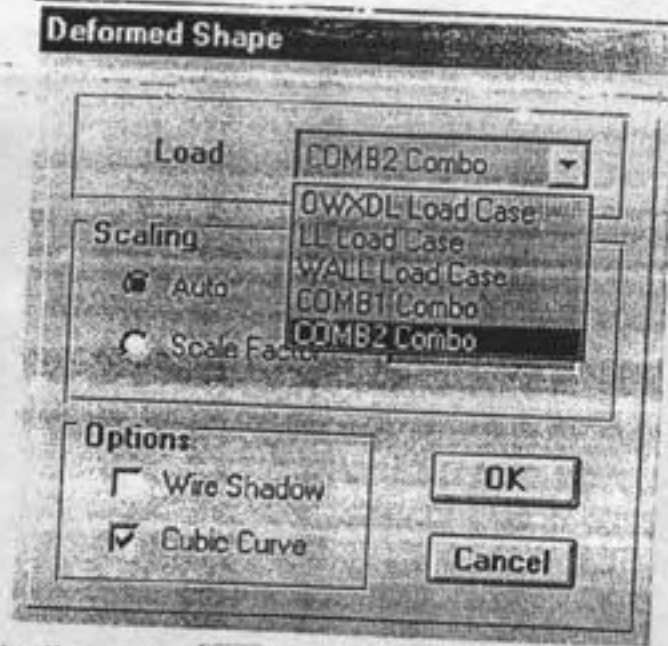 Deformed Shape
Load
COMB2 Combo
OWXDL Load Case
LL Load Case
WALL Load Case
COMB1 Combo
COMB2 Combo
Scaling
Auto
Scale Factor
Options
Wire Shadow
Cubic Curve
OK
Cancel